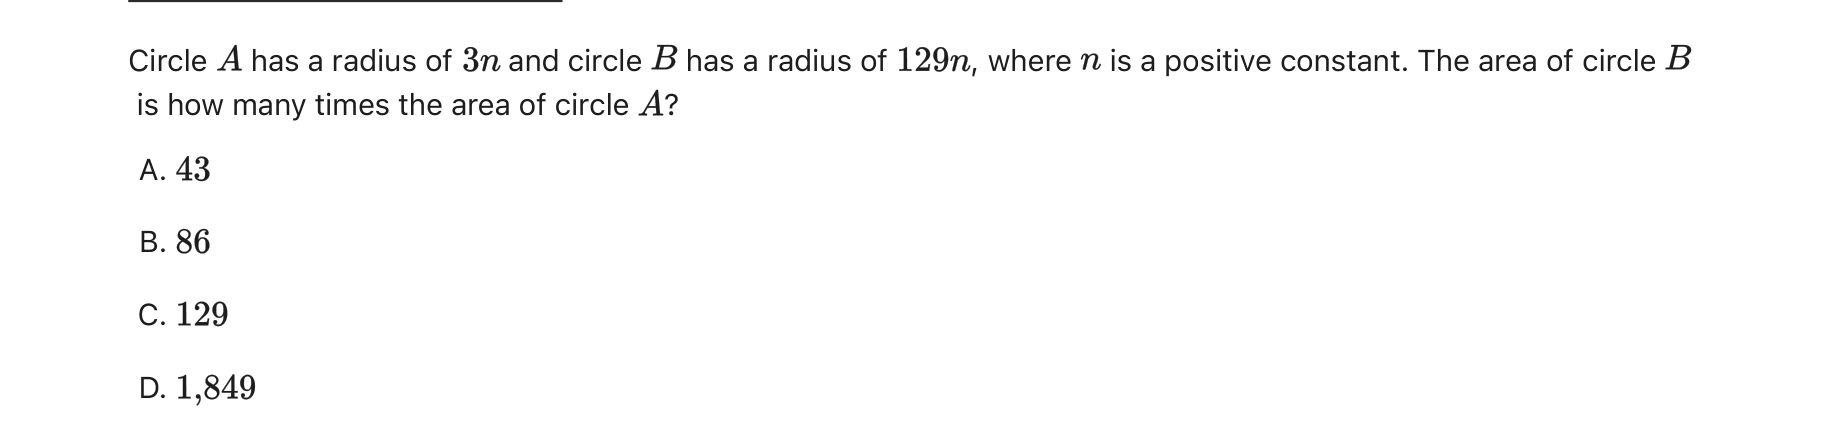 Circle A has a radius of 3n and circle B has a radius of 129n, where n is a positive constant. The area of circle B
is how many times the area of circle A?
A. 43
B. 86
C. 129
D. 1,849